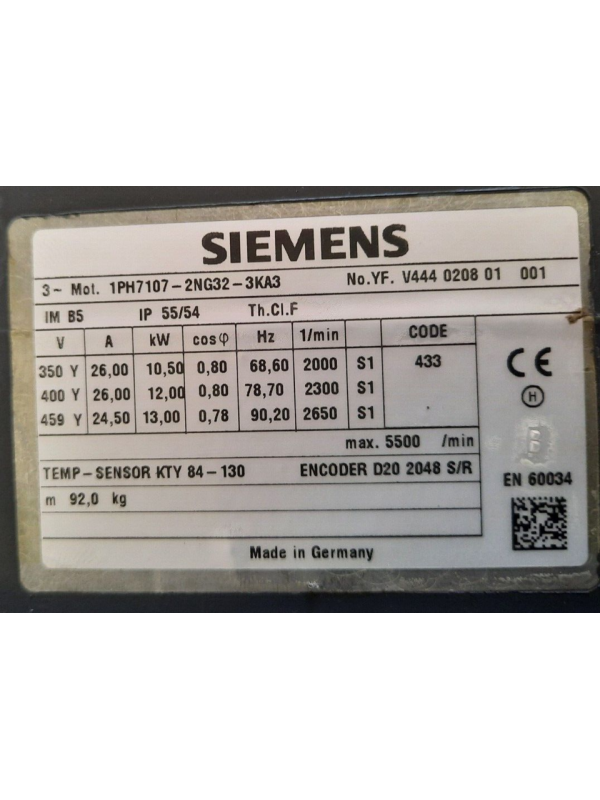 SIEMENS
3~ Mot. 1PH7107-2NG32-3KA3 No.YF. V444 0208 01 001
IM B5 IP 55/54 Th.Cl.F
V A kW cosφ Hz 1/min CODE
350 Y 26,00 10,50 0,80 68,60 2000 S1 433
400 Y 26,00 12,00 0,80 78,70 2300 S1
459 Y 24,50 13,00 0,78 90,20 2650 S1
CE
H
max. 5500 /min
TEMP-SENSOR KTY 84-130 ENCODER D20 2048 S/R
EN 60034
m 92,0 kg
Made in Germany